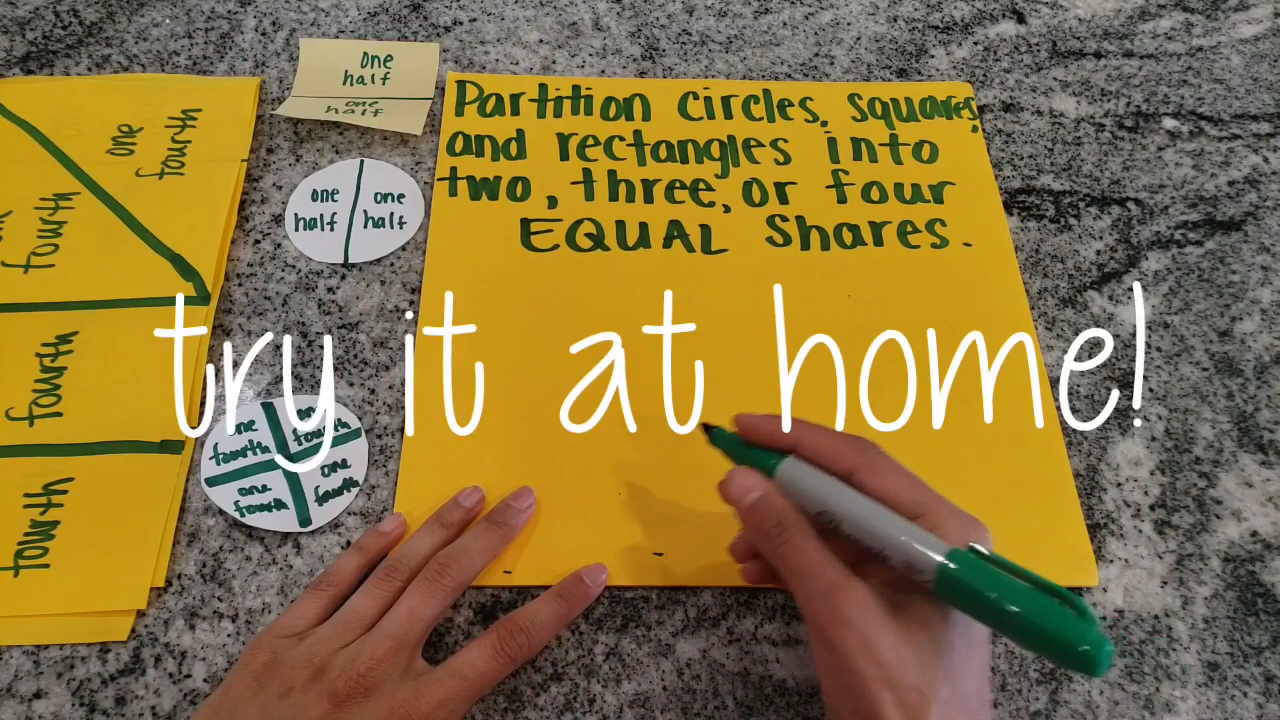 one
half
one
half
Partition circles, squares,
and rectangles into
two, three, or four
EQUAL Shares.
one
fourth
fourth
one
half
one
half
try it at home!
fourth
one
fourth
fourth
one
fourth
one
fourth
fourth